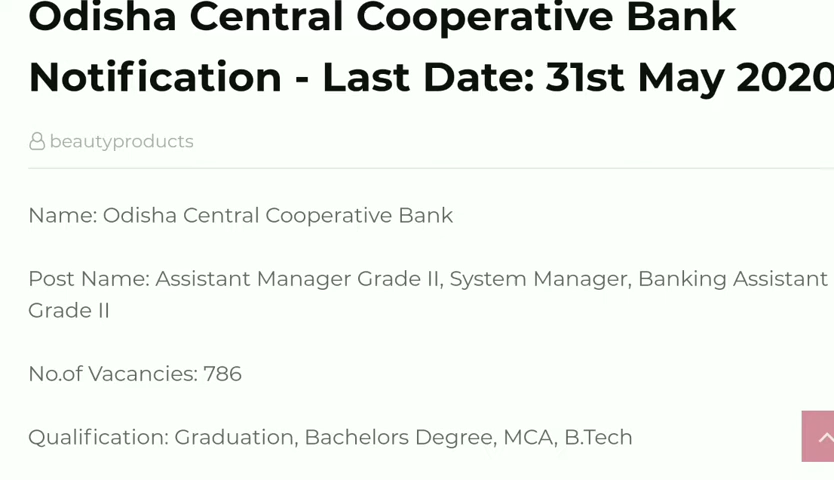 Odisha Central Cooperative Bank
Notification - Last Date: 31st May 2020
beautyproducts
Name: Odisha Central Cooperative Bank
Post Name: Assistant Manager Grade II, System Manager, Banking Assistant
Grade II
No.of Vacancies: 786
Qualification: Graduation, Bachelors Degree, MCA, B.Tech